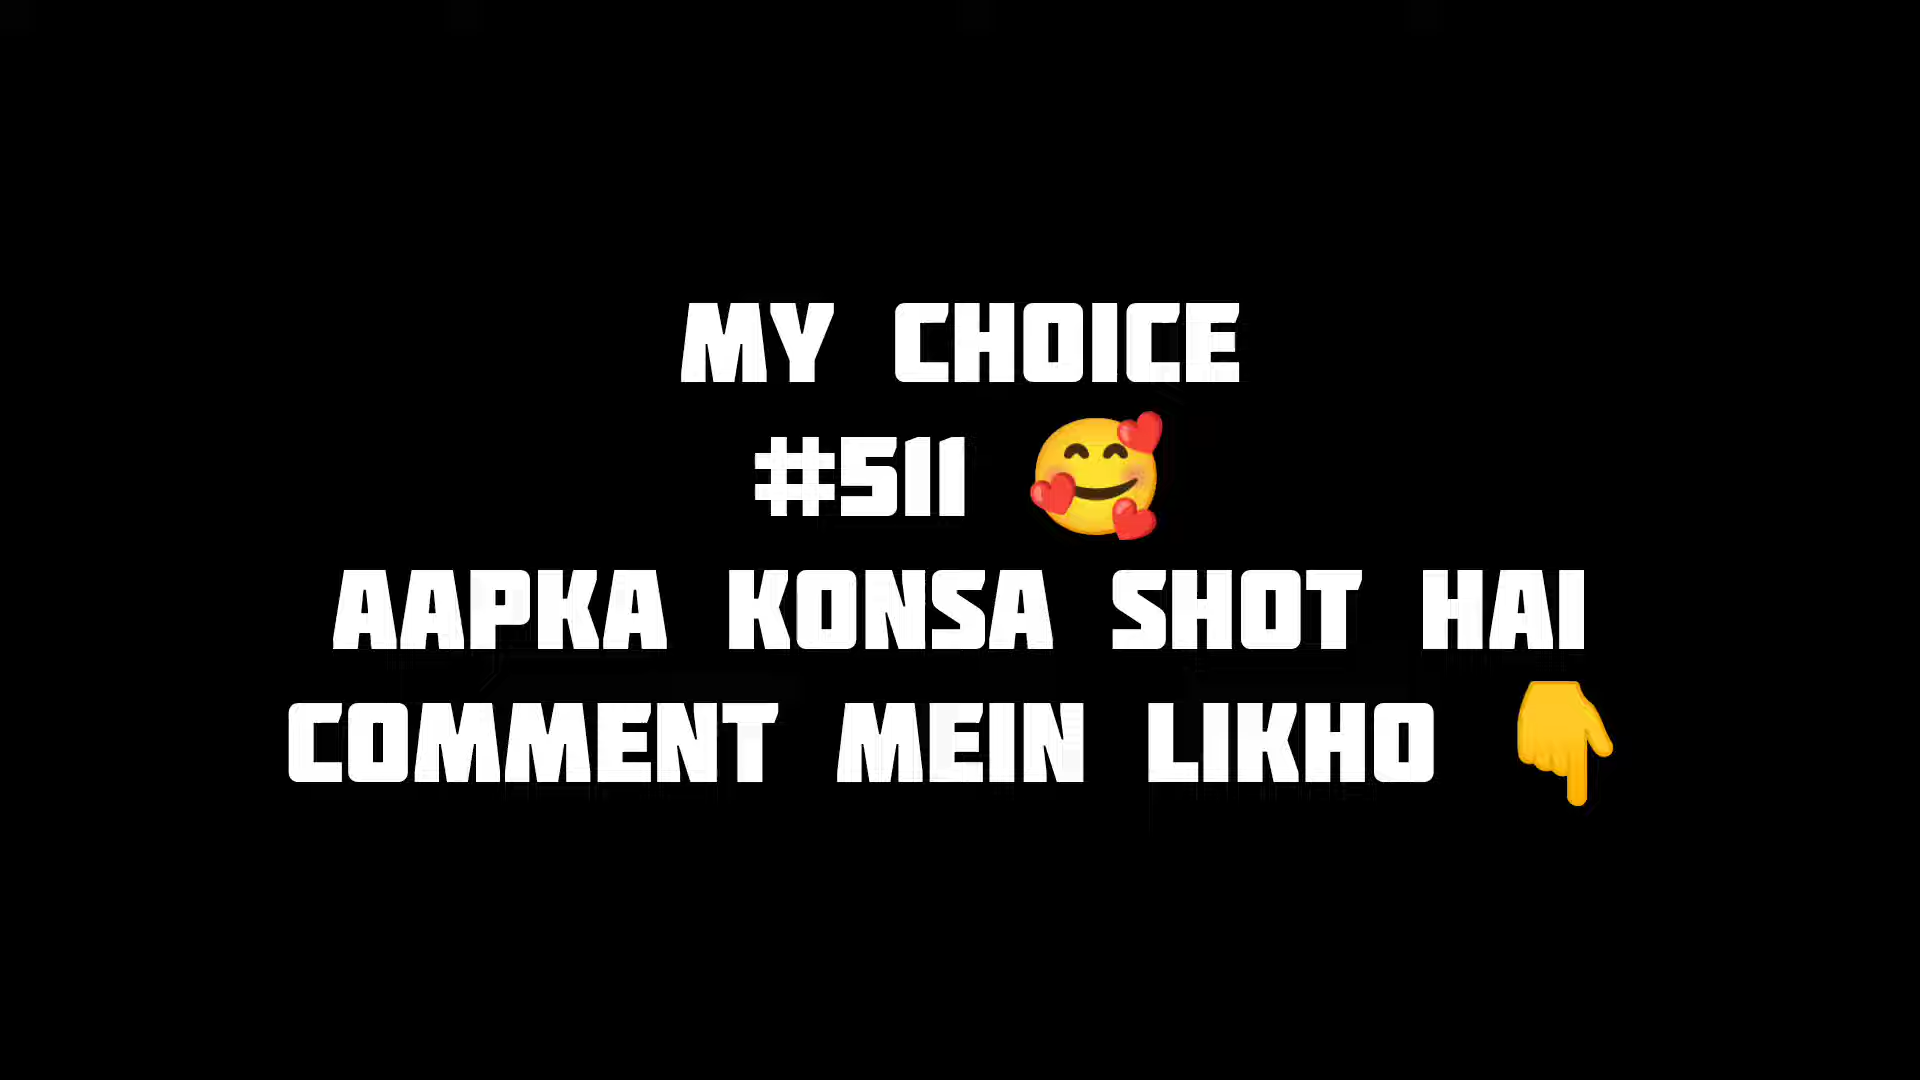 MY CHOICE
#511 🥰
AAPKA KONSA SHOT HAI
COMMENT MEIN LIKHO 👇